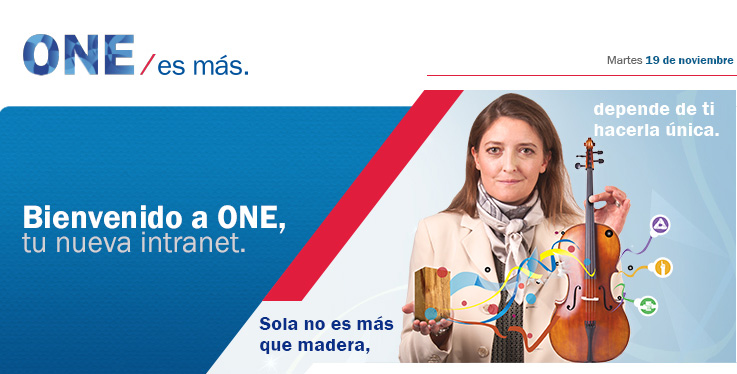 ONE / es más.
Martes 19 de noviembre
Bienvenido a ONE,
tu nueva intranet.
Sola no es más
que madera,
depende de ti
hacerla única.